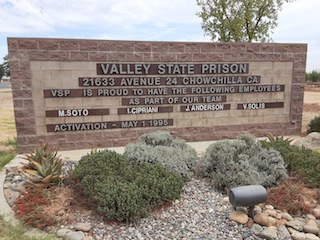 VALLEY STATE PRISON
21633 AVENUE 24 CHOWCHILLA CA
VSP IS PROUD TO HAVE THE FOLLOWING EMPLOYEES
AS PART OF OUR TEAM
M.SOTO I.CIPRIANI J.ANDERSON V.SOLIS
ACTIVATION - MAY 1 1995